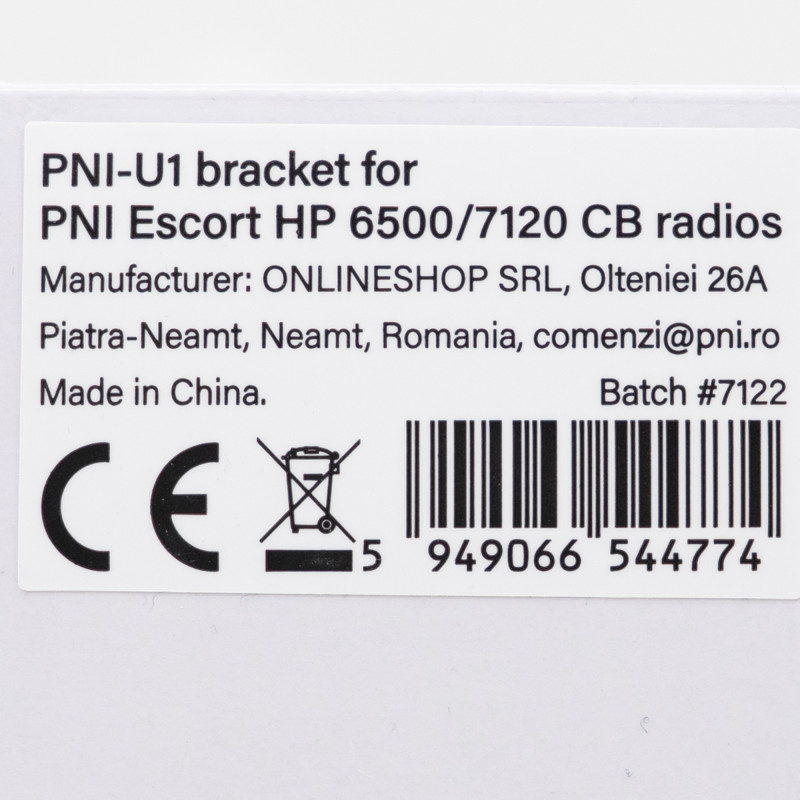 PNI-U1 bracket for
PNI Escort HP 6500/7120 CB radios
Manufacturer: ONLINESHOP SRL, Olteniei 26A
Piatra-Neamt, Neamt, Romania, comenzi@pni.ro
Made in China. Batch #7122
CE 5 949066 544774